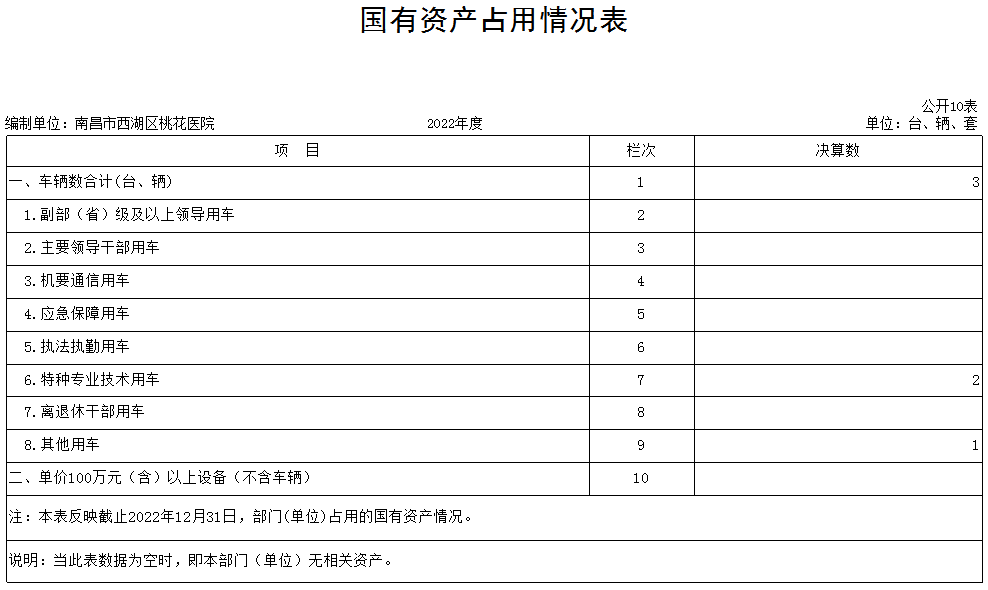 国有资产占用情况表
公开10表
编制单位：南昌市西湖区桃花医院 2022年度 单位：台、辆、套
项 目 栏次 决算数
一、车辆数合计(台、辆) 1 3
1.副部（省）级及以上领导用车 2
2.主要领导干部用车 3
3.机要通信用车 4
4.应急保障用车 5
5.执法执勤用车 6
6.特种专业技术用车 7 2
7.离退休干部用车 8
8.其他用车 9 1
二、单价100万元（含）以上设备（不含车辆） 10
注：本表反映截止2022年12月31日，部门(单位)占用的国有资产情况。
说明：当此表数据为空时，即本部门（单位）无相关资产。